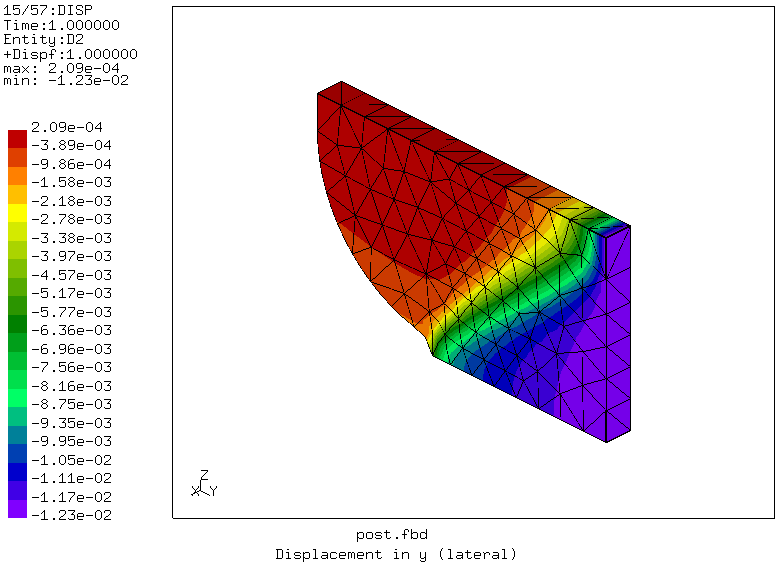 15/57:DISP
Time:1.000000
Entity:D2
+Dispf:1.000000
max: 2.09e-04
min: -1.23e-02
2.09e-04
-3.89e-04
-9.86e-04
-1.58e-03
-2.18e-03
-2.78e-03
-3.38e-03
-3.97e-03
-4.57e-03
-5.17e-03
-5.77e-03
-6.36e-03
-6.96e-03
-7.56e-03
-8.16e-03
-8.75e-03
-9.35e-03
-9.95e-03
-1.05e-02
-1.11e-02
-1.17e-02
-1.23e-02
Z
X Y
post.fbd
Displacement in y (lateral)